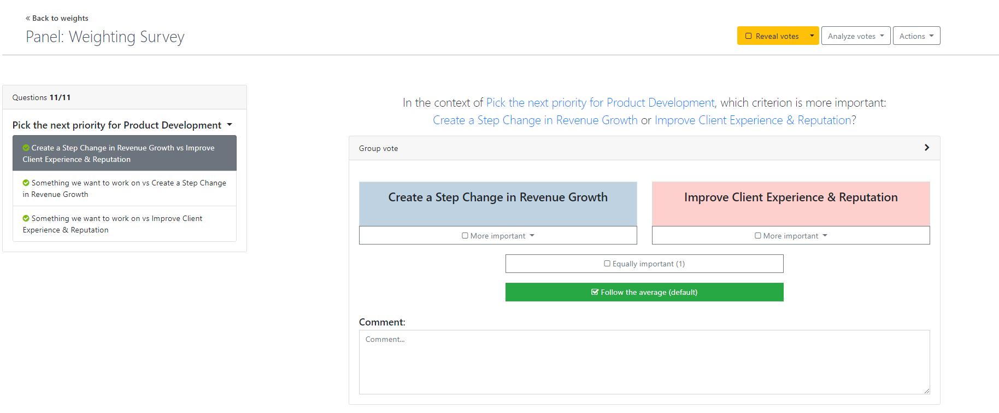 « Back to weights
Panel: Weighting Survey
Reveal votes
Analyze votes
Actions
Questions 11/11
Pick the next priority for Product Development
Create a Step Change in Revenue Growth vs Improve
Client Experience & Reputation
Something we want to work on vs Create a Step Change
in Revenue Growth
Something we want to work on vs Improve Client
Experience & Reputation
In the context of Pick the next priority for Product Development, which criterion is more important:
Create a Step Change in Revenue Growth or Improve Client Experience & Reputation?
Group vote
Create a Step Change in Revenue Growth
Improve Client Experience & Reputation
More important
More important
Equally important (1)
Follow the average (default)
Comment:
Comment...